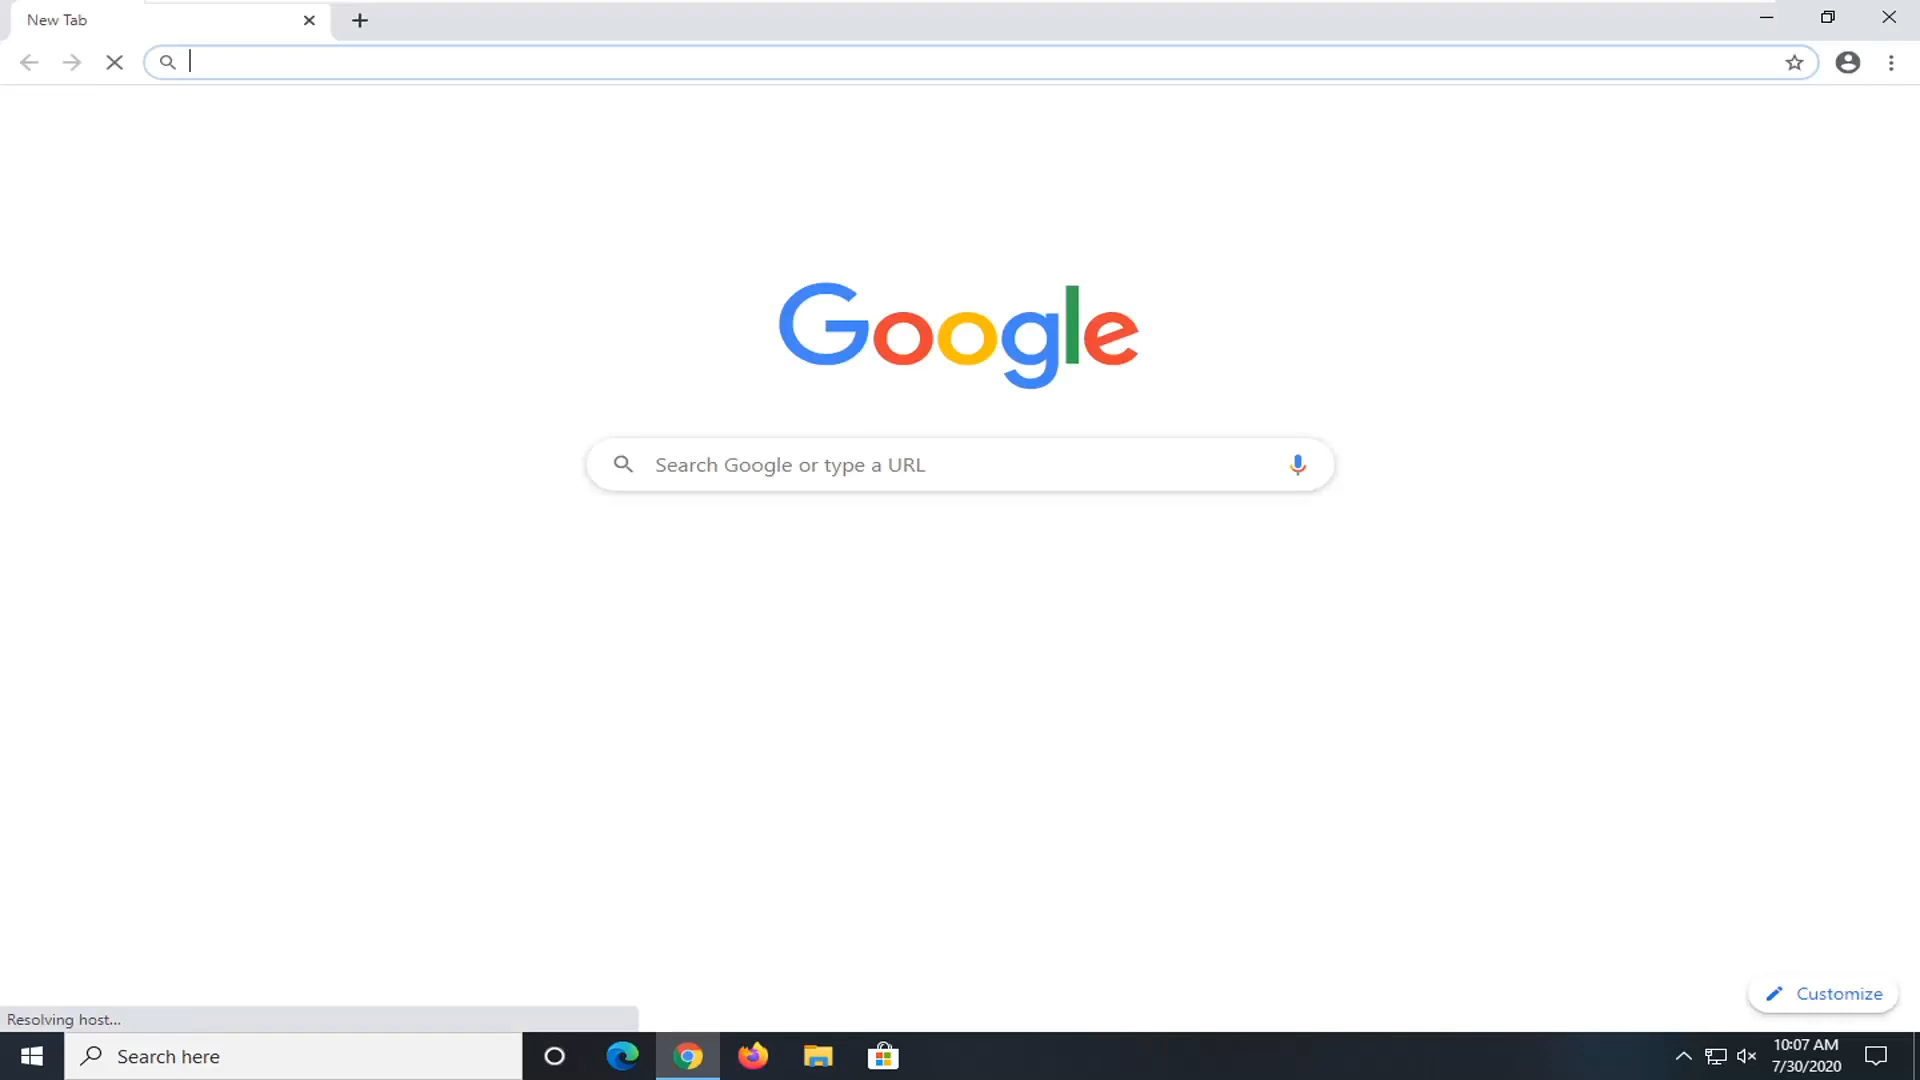 New Tab
Google
Search Google or type a URL
Customize
Resolving host...
Search here
10:07 AM
7/30/2020